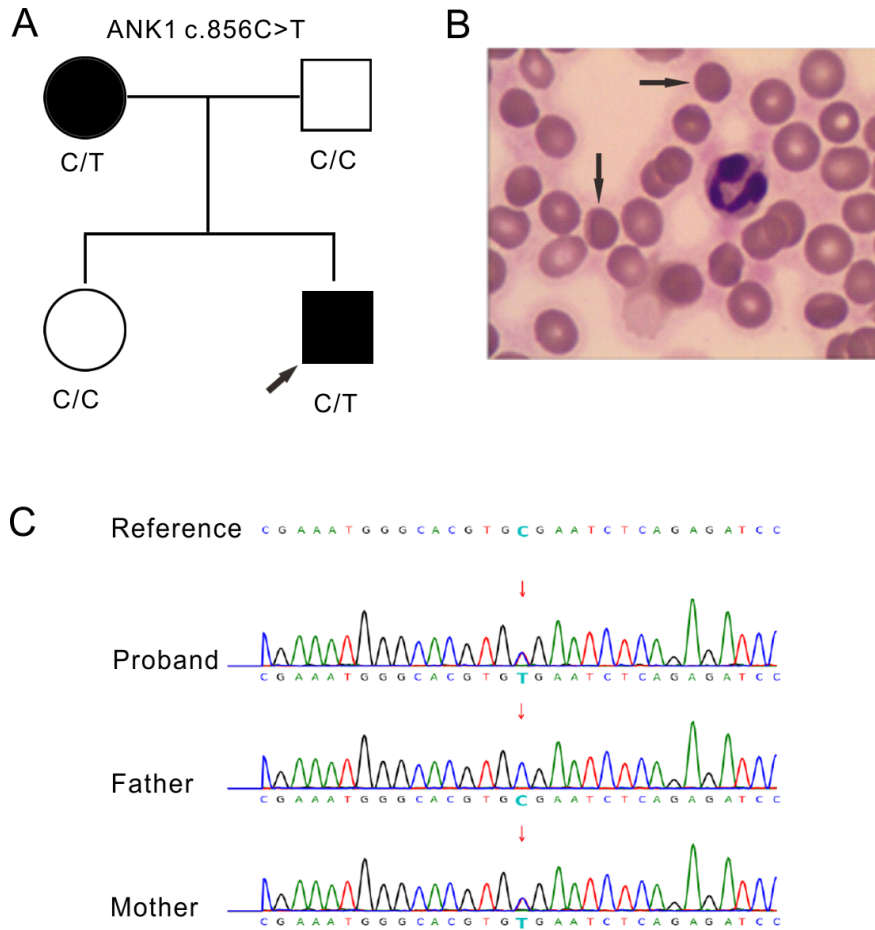 A
ANK1 c.856C>T
C/T
C/C
C/C
C/T
B
C
Reference
C G A A A T G G G C A C G T G C G A A T C T C A G A G A T C C
Proband
C G A A A T G G G C A C G T G T G A A T C T C A G A G A T C C
Father
C G A A A T G G G C A C G T G C G A A T C T C A G A G A T C C
Mother
C G A A A T G G G C A C G T G T G A A T C T C A G A G A T C C